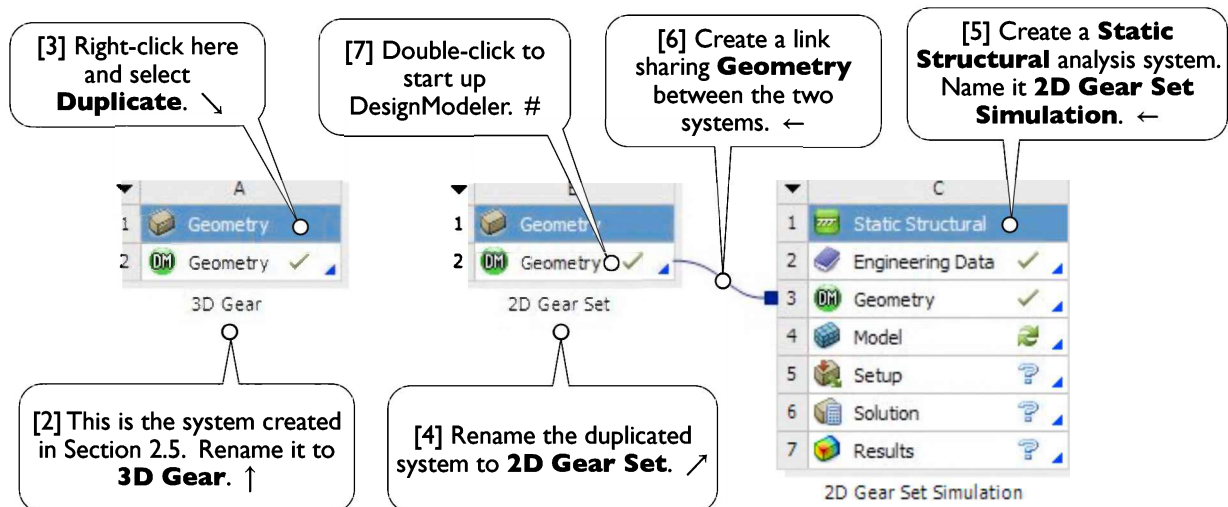 [3] Right-click here
and select
Duplicate. ↘
[7] Double-click to
start up
DesignModeler. #
[6] Create a link
sharing Geometry
between the two
systems. ←
[5] Create a Static
Structural analysis system.
Name it 2D Gear Set
Simulation. ←
A
1 Geometry
2 DM Geometry
3D Gear
B
1 Geometry
2 DM Geometry
2D Gear Set
C
1 Static Structural
2 Engineering Data
3 DM Geometry
4 Model
5 Setup
6 Solution
7 Results
2D Gear Set Simulation
[2] This is the system created
in Section 2.5. Rename it to
3D Gear. ↑
[4] Rename the duplicated
system to 2D Gear Set. ↗